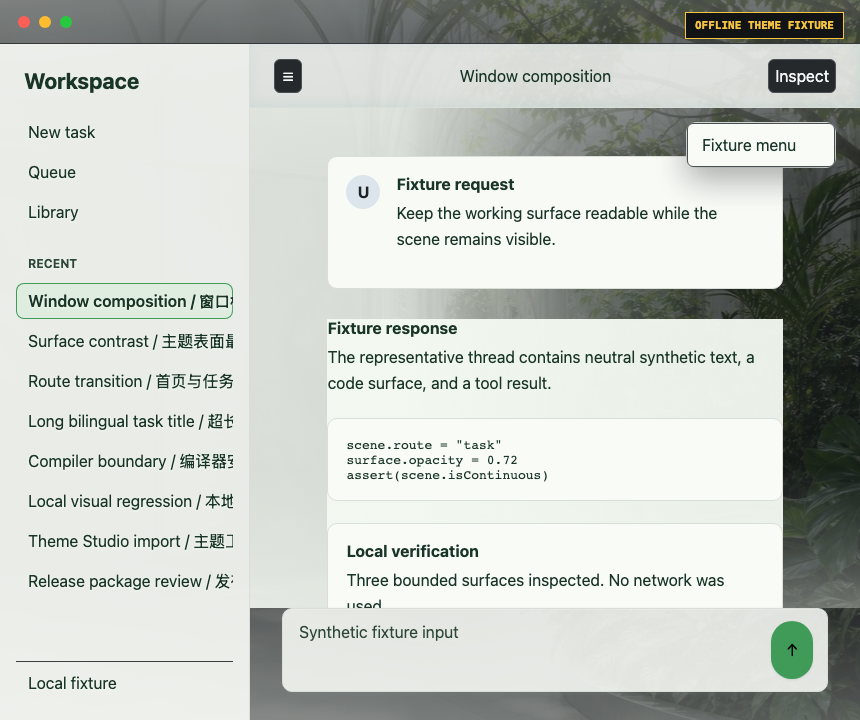 OFFLINE THEME FIXTURE
Workspace
≡
Window composition
Inspect
New task
Queue
Library
Fixture menu
RECENT
Window composition / 窗口
Surface contrast / 主题表面
Route transition / 首页与任务
Long bilingual task title / 超长
Compiler boundary / 编译器
Local visual regression / 本地
Theme Studio import / 主题
Release package review / 发
Local fixture
U
Fixture request
Keep the working surface readable while the
scene remains visible.
Fixture response
The representative thread contains neutral synthetic text, a
code surface, and a tool result.
scene.route = "task"
surface.opacity = 0.72
assert(scene.isContinuous)
Local verification
Three bounded surfaces inspected. No network was
used.
Synthetic fixture input
↑